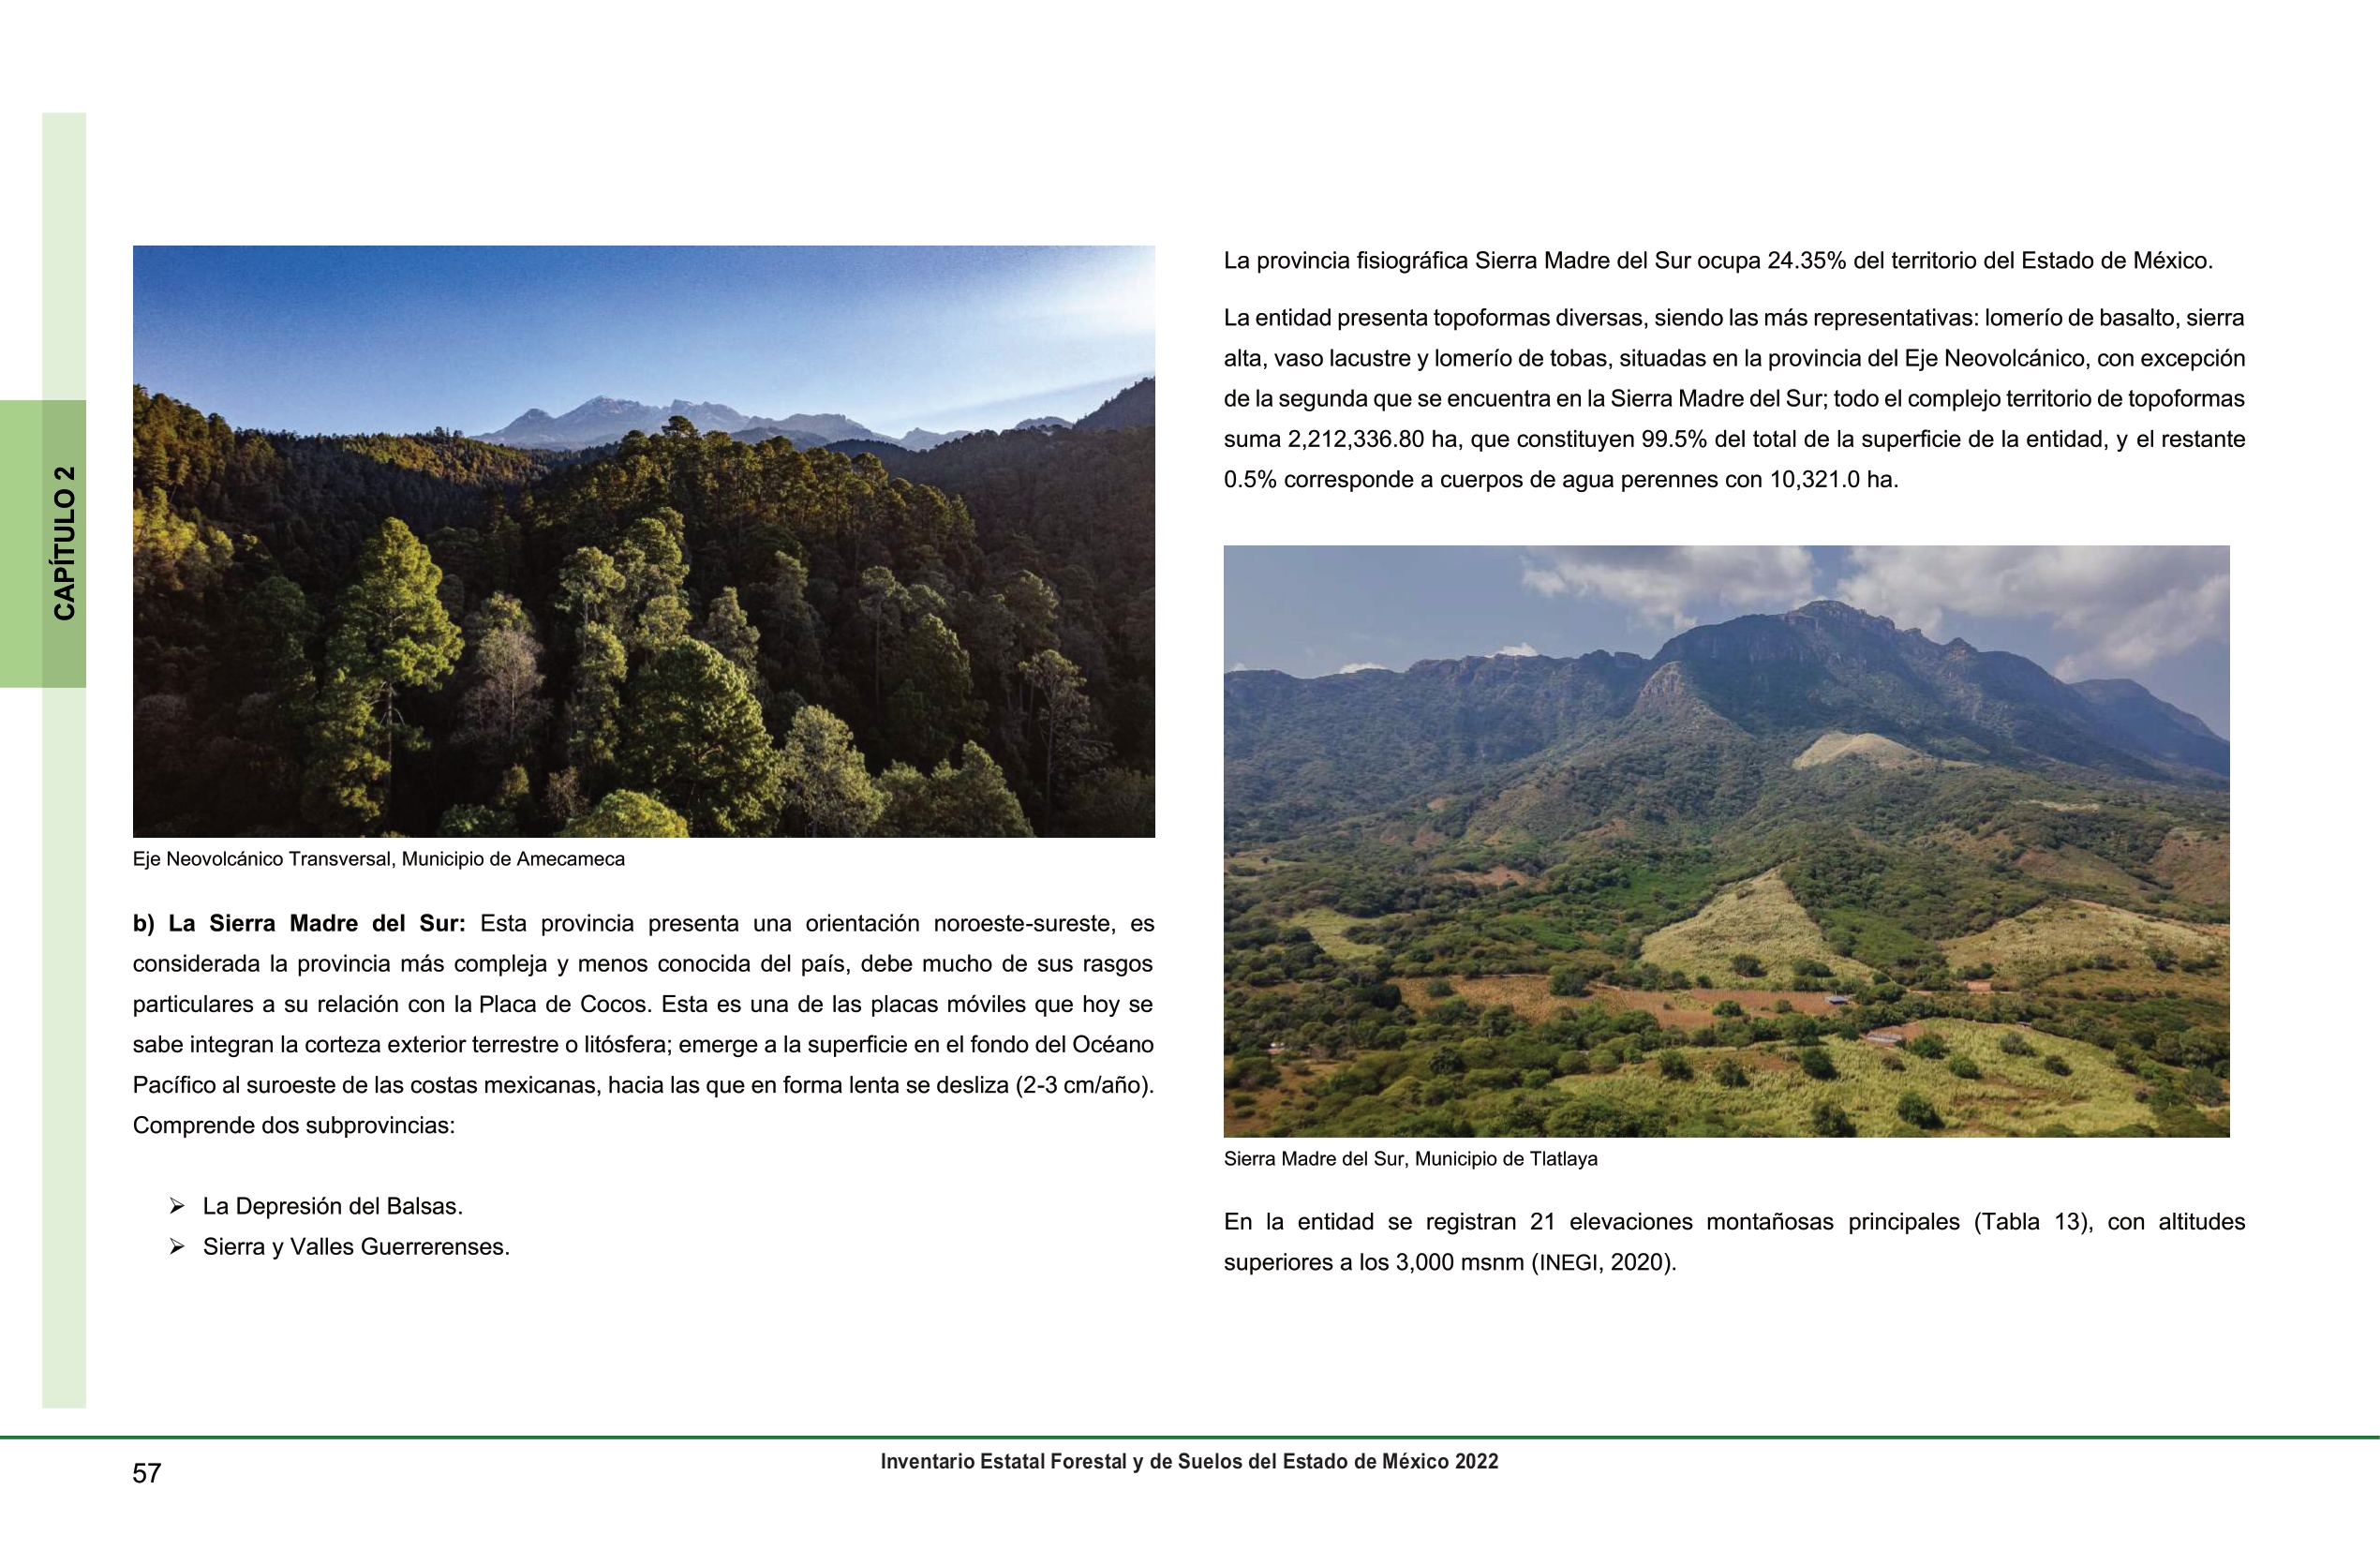 CAPÍTULO 2
Eje Neovolcánico Transversal, Municipio de Amecameca
b) La Sierra Madre del Sur: Esta provincia presenta una orientación noroeste-sureste, es
considerada la provincia más compleja y menos conocida del país, debe mucho de sus rasgos
particulares a su relación con la Placa de Cocos. Esta es una de las placas móviles que hoy se
sabe integran la corteza exterior terrestre o litósfera; emerge a la superficie en el fondo del Océano
Pacífico al suroeste de las costas mexicanas, hacia las que en forma lenta se desliza (2-3 cm/año).
Comprende dos subprovincias:
➢ La Depresión del Balsas.
➢ Sierra y Valles Guerrerenses.
La provincia fisiográfica Sierra Madre del Sur ocupa 24.35% del territorio del Estado de México.
La entidad presenta topoformas diversas, siendo las más representativas: lomerío de basalto, sierra
alta, vaso lacustre y lomerío de tobas, situadas en la provincia del Eje Neovolcánico, con excepción
de la segunda que se encuentra en la Sierra Madre del Sur; todo el complejo territorio de topoformas
suma 2,212,336.80 ha, que constituyen 99.5% del total de la superficie de la entidad, y el restante
0.5% corresponde a cuerpos de agua perennes con 10,321.0 ha.
Sierra Madre del Sur, Municipio de Tlatlaya
En la entidad se registran 21 elevaciones montañosas principales (Tabla 13), con altitudes
superiores a los 3,000 msnm (INEGI, 2020).
57
Inventario Estatal Forestal y de Suelos del Estado de México 2022